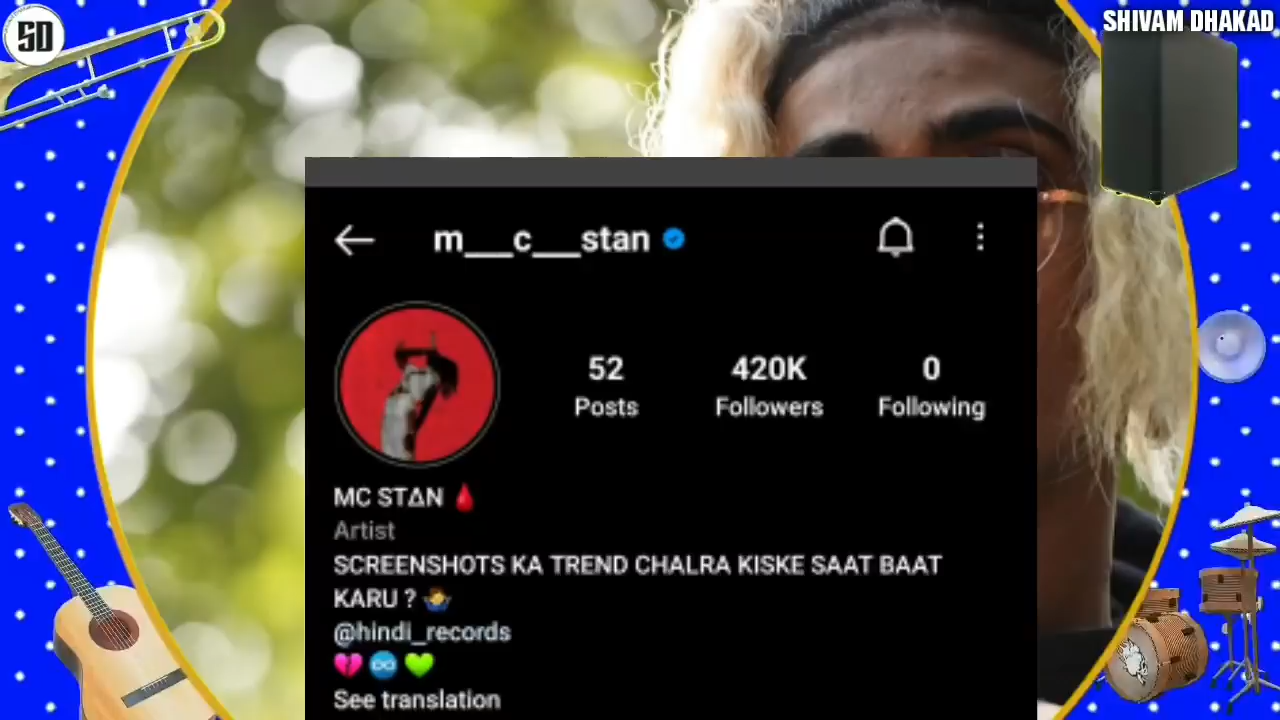 SD
SHIVAM DHAKAD
m___c___stan
52
420K
0
Posts
Followers
Following
MC STΔN 🩸
Artist
SCREENSHOTS KA TREND CHALRA KISKE SAAT BAAT
KARU ? 🤷‍♂️
@hindi_records
💔 ♾️ 💚
See translation